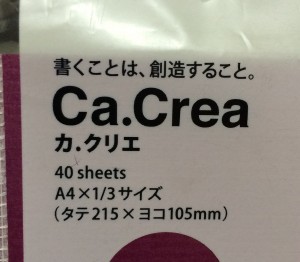 書くことは、創造すること。
Ca.Crea
カ.クリエ
40 sheets
A4×1/3サイズ
(タテ215×ヨコ105mm)